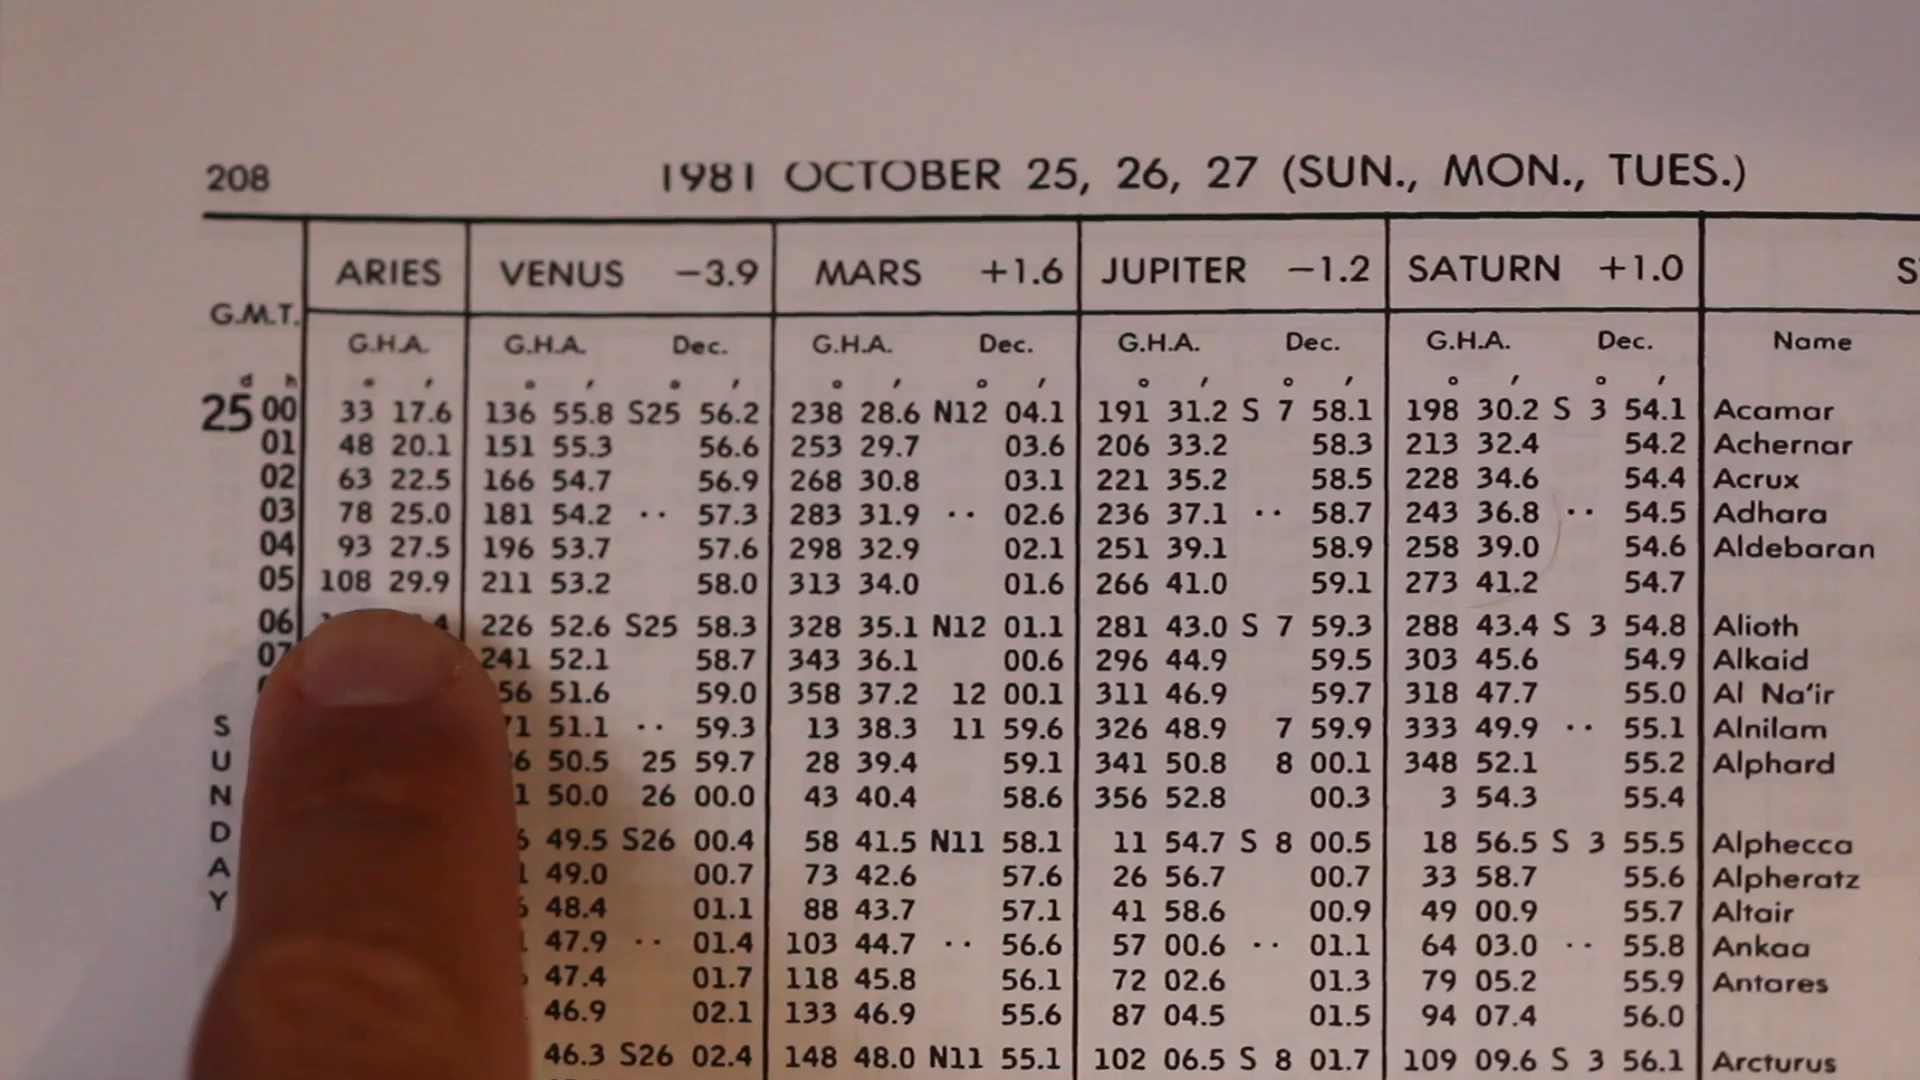 208 1981 OCTOBER 25, 26, 27 (SUN., MON., TUES.)
ARIES VENUS −3.9 MARS +1.6 JUPITER −1.2 SATURN +1.0 S
G.M.T.
G.H.A. G.H.A. Dec. G.H.A. Dec. G.H.A. Dec. G.H.A. Dec. Name
d h ° ′ ° ′ ° ′ ° ′ ° ′ ° ′ ° ′ ° ′ ° ′
25 00 33 17.6 136 55.8 S25 56.2 238 28.6 N12 04.1 191 31.2 S 7 58.1 198 30.2 S 3 54.1 Acamar
01 48 20.1 151 55.3 56.6 253 29.7 03.6 206 33.2 58.3 213 32.4 54.2 Achernar
02 63 22.5 166 54.7 56.9 268 30.8 03.1 221 35.2 58.5 228 34.6 54.4 Acrux
03 78 25.0 181 54.2 ·· 57.3 283 31.9 ·· 02.6 236 37.1 ·· 58.7 243 36.8 ·· 54.5 Adhara
04 93 27.5 196 53.7 57.6 298 32.9 02.1 251 39.1 58.9 258 39.0 54.6 Aldebaran
05 108 29.9 211 53.2 58.0 313 34.0 01.6 266 41.0 59.1 273 41.2 54.7
06 226 52.6 S25 58.3 328 35.1 N12 01.1 281 43.0 S 7 59.3 288 43.4 S 3 54.8 Alioth
07 241 52.1 58.7 343 36.1 00.6 296 44.9 59.5 303 45.6 54.9 Alkaid
56 51.6 59.0 358 37.2 12 00.1 311 46.9 59.7 318 47.7 55.0 Al Na'ir
S 71 51.1 ·· 59.3 13 38.3 11 59.6 326 48.9 7 59.9 333 49.9 ·· 55.1 Alnilam
U 6 50.5 25 59.7 28 39.4 59.1 341 50.8 8 00.1 348 52.1 55.2 Alphard
N 1 50.0 26 00.0 43 40.4 58.6 356 52.8 00.3 3 54.3 55.4
D 6 49.5 S26 00.4 58 41.5 N11 58.1 11 54.7 S 8 00.5 18 56.5 S 3 55.5 Alphecca
A 1 49.0 00.7 73 42.6 57.6 26 56.7 00.7 33 58.7 55.6 Alpheratz
Y 6 48.4 01.1 88 43.7 57.1 41 58.6 00.9 49 00.9 55.7 Altair
47.9 ·· 01.4 103 44.7 ·· 56.6 57 00.6 ·· 01.1 64 03.0 ·· 55.8 Ankaa
47.4 01.7 118 45.8 56.1 72 02.6 01.3 79 05.2 55.9 Antares
46.9 02.1 133 46.9 55.6 87 04.5 01.5 94 07.4 56.0
46.3 S26 02.4 148 48.0 N11 55.1 102 06.5 S 8 01.7 109 09.6 S 3 56.1 Arcturus